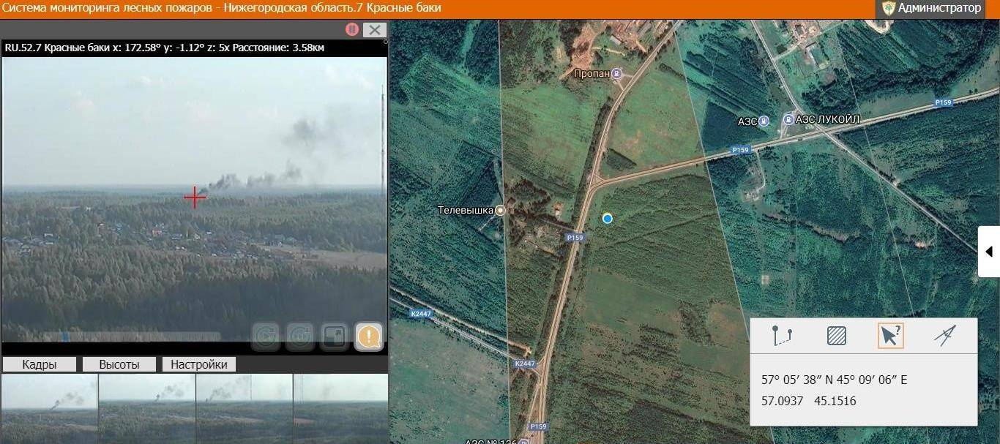 Система мониторинга лесных пожаров - Нижегородская область.7 Красные баки
Администратор
RU.52.7 Красные баки x: 172.58° y: -1.12° z: 5x Расстояние: 3.58км
Пропан
АЗС
АЗС ЛУКОЙЛ
P159
P159
Телевышка
P159
K2447
K2447
P159
АЗС № 136
Кадры
Высоты
Настройки
57° 05′ 38″ N 45° 09′ 06″ E
57.0937 45.1516